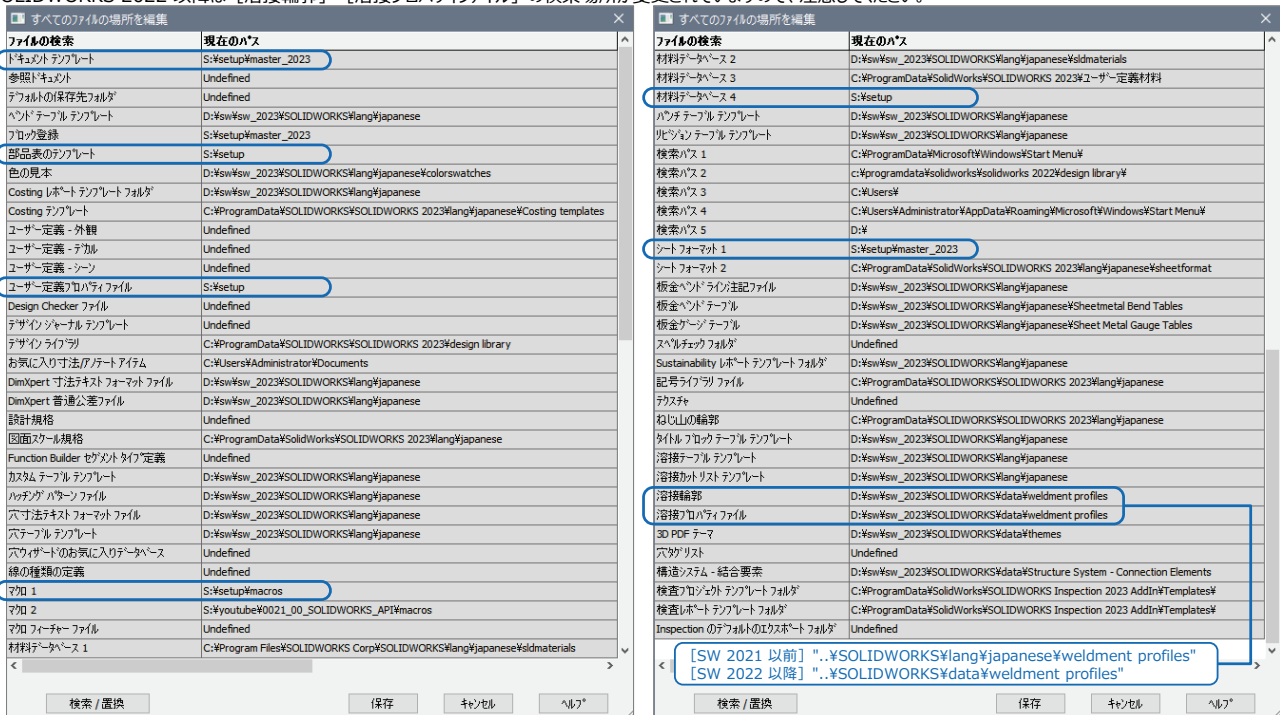 SOLIDWORKS 2022 以降は「溶接輪郭」「溶接プロパティファイル」の検索場所が変更されていますので、注意してください。
すべてのファイルの場所を編集
ファイルの検索 現在のパス
ドキュメント テンプレート S:¥setup¥master_2023
参照ドキュメント Undefined
デフォルトの保存先フォルダ Undefined
ベンド テーブル テンプレート D:¥sw¥sw_2023¥SOLIDWORKS¥lang¥japanese
ブロック登録 S:¥setup¥master_2023
部品表のテンプレート S:¥setup
色の見本 D:¥sw¥sw_2023¥SOLIDWORKS¥lang¥japanese¥colorswatches
Costing レポート テンプレート フォルダ D:¥sw¥sw_2023¥SOLIDWORKS¥lang¥japanese
Costing テンプレート C:¥ProgramData¥SOLIDWORKS¥SOLIDWORKS 2023¥lang¥japanese¥Costing templates
ユーザー定義 - 外観 Undefined
ユーザー定義 - デカル Undefined
ユーザー定義 - シーン Undefined
ユーザー定義プロパティ ファイル S:¥setup
Design Checker ファイル Undefined
デザイン ジャーナル テンプレート Undefined
デザイン ライブラリ C:¥ProgramData¥SOLIDWORKS¥SOLIDWORKS 2023¥design library
お気に入り寸法/アノテート アイテム C:¥Users¥Administrator¥Documents
DimXpert 寸法テキスト フォーマット ファイル D:¥sw¥sw_2023¥SOLIDWORKS¥lang¥japanese
DimXpert 普通公差ファイル D:¥sw¥sw_2023¥SOLIDWORKS¥lang¥japanese
設計規格 Undefined
図面スケール規格 C:¥ProgramData¥SolidWorks¥SOLIDWORKS 2023¥lang¥japanese
Function Builder セグメント タイプ定義 Undefined
カスタム テーブル テンプレート D:¥sw¥sw_2023¥SOLIDWORKS¥lang¥japanese
ハッチング パターン ファイル D:¥sw¥sw_2023¥SOLIDWORKS¥lang¥japanese
穴寸法テキスト フォーマット ファイル D:¥sw¥sw_2023¥SOLIDWORKS¥lang¥japanese
穴テーブル テンプレート D:¥sw¥sw_2023¥SOLIDWORKS¥lang¥japanese
穴ウィザードのお気に入りデータベース Undefined
線の種類の定義 Undefined
マクロ 1 S:¥setup¥macros
マクロ 2 S:¥youtube¥0021_00_SOLIDWORKS_API¥macros
マクロ フィーチャー ファイル Undefined
材料データベース 1 C:¥Program Files¥SOLIDWORKS Corp¥SOLIDWORKS¥lang¥japanese¥sldmaterials
検索 / 置換 保存 キャンセル ヘルプ
すべてのファイルの場所を編集
ファイルの検索 現在のパス
材料データベース 2 D:¥sw¥sw_2023¥SOLIDWORKS¥lang¥japanese¥sldmaterials
材料データベース 3 C:¥ProgramData¥SolidWorks¥SOLIDWORKS 2023¥ユーザー定義材料
材料データベース 4 S:¥setup
パンチ テーブル テンプレート D:¥sw¥sw_2023¥SOLIDWORKS¥lang¥japanese
リビジョン テーブル テンプレート D:¥sw¥sw_2023¥SOLIDWORKS¥lang¥japanese
検索パス 1 C:¥ProgramData¥Microsoft¥Windows¥Start Menu¥
検索パス 2 c:¥programdata¥solidworks¥solidworks 2022¥design library¥
検索パス 3 C:¥Users¥
検索パス 4 C:¥Users¥Administrator¥AppData¥Roaming¥Microsoft¥Windows¥Start Menu¥
検索パス 5 D:¥
シート フォーマット 1 S:¥setup¥master_2023
シート フォーマット 2 C:¥ProgramData¥SolidWorks¥SOLIDWORKS 2023¥lang¥japanese¥sheetformat
板金ベンド ライン注記ファイル D:¥sw¥sw_2023¥SOLIDWORKS¥lang¥japanese
板金ベンド テーブル D:¥sw¥sw_2023¥SOLIDWORKS¥lang¥japanese¥Sheetmetal Bend Tables
板金ゲージ テーブル D:¥sw¥sw_2023¥SOLIDWORKS¥lang¥japanese¥Sheet Metal Gauge Tables
スペルチェック フォルダ Undefined
Sustainability レポート テンプレート フォルダ D:¥sw¥sw_2023¥SOLIDWORKS¥lang¥japanese
記号ライブラリ ファイル C:¥ProgramData¥SOLIDWORKS¥SOLIDWORKS 2023¥lang¥japanese
テクスチャ Undefined
ねじ山の輪郭 C:¥ProgramData¥SOLIDWORKS¥SOLIDWORKS 2023¥lang¥japanese
タイトル ブロック テーブル テンプレート D:¥sw¥sw_2023¥SOLIDWORKS¥lang¥japanese
溶接テーブル テンプレート D:¥sw¥sw_2023¥SOLIDWORKS¥lang¥japanese
溶接カット リスト テンプレート D:¥sw¥sw_2023¥SOLIDWORKS¥lang¥japanese
溶接輪郭 D:¥sw¥sw_2023¥SOLIDWORKS¥data¥weldment profiles
溶接プロパティ ファイル D:¥sw¥sw_2023¥SOLIDWORKS¥data¥weldment profiles
3D PDF テーマ D:¥sw¥sw_2023¥SOLIDWORKS¥data¥themes
穴タグ リスト Undefined
構造システム - 結合要素 D:¥sw¥sw_2023¥SOLIDWORKS¥data¥Structure System - Connection Elements
検査プロジェクト テンプレート フォルダ C:¥ProgramData¥SolidWorks¥SOLIDWORKS Inspection 2023 AddIn¥Templates¥
検査レポート テンプレート フォルダ C:¥ProgramData¥SolidWorks¥SOLIDWORKS Inspection 2023 AddIn¥Templates¥
Inspection のデフォルトのエクスポート フォルダ Undefined
[SW 2021 以前] "..¥SOLIDWORKS¥lang¥japanese¥weldment profiles"
[SW 2022 以降] "..¥SOLIDWORKS¥data¥weldment profiles"
検索 / 置換 保存 キャンセル ヘルプ